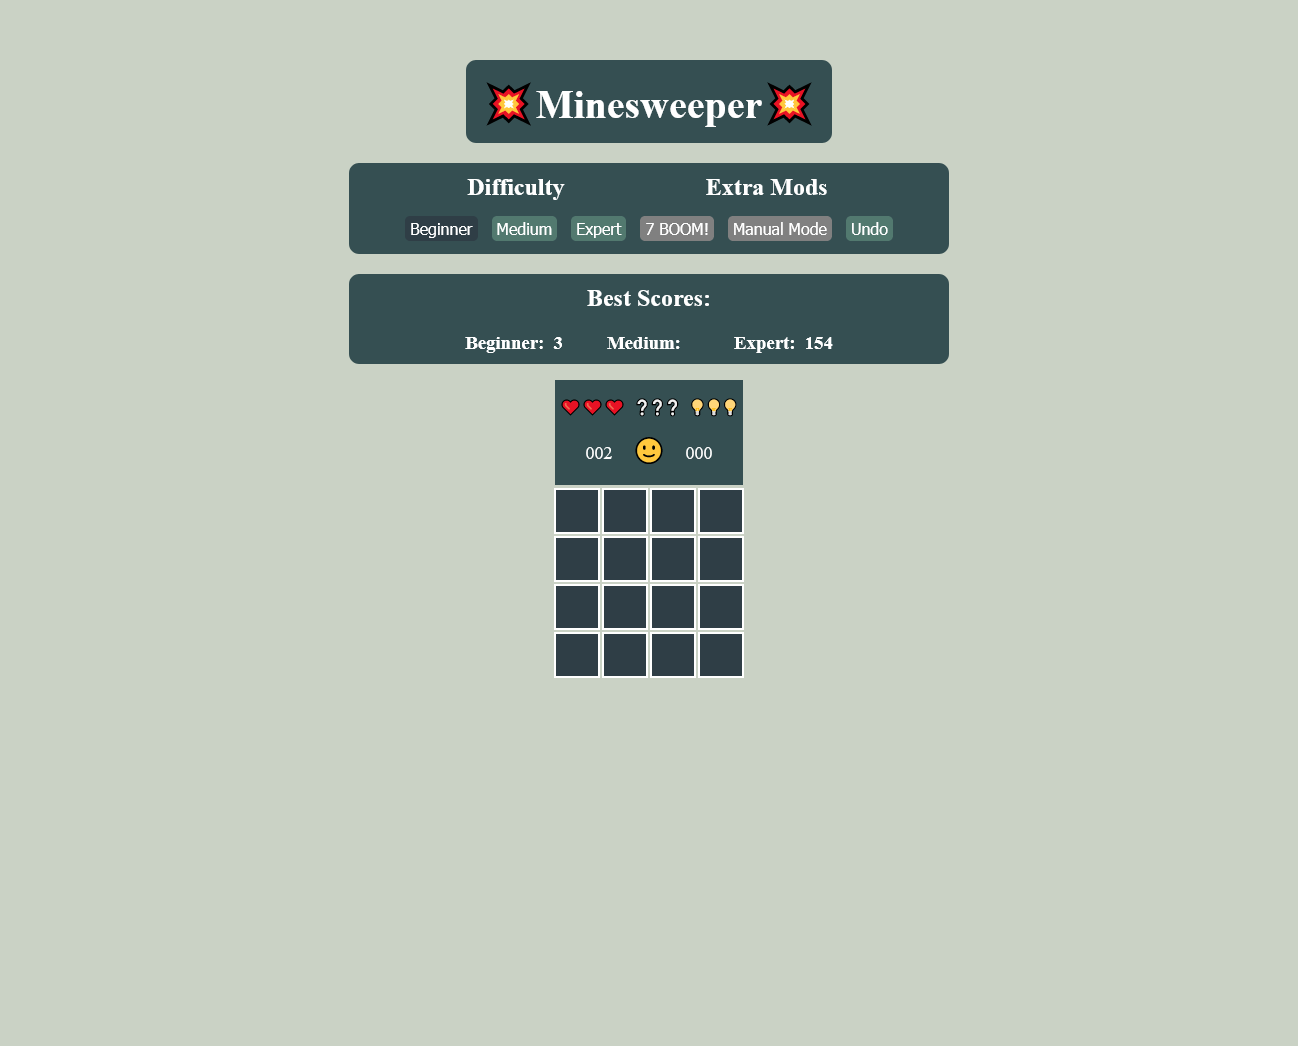 💥Minesweeper💥
Difficulty Extra Mods
Beginner Medium Expert 7 BOOM! Manual Mode Undo
Best Scores:
Beginner: 3 Medium: Expert: 154
???
002 000